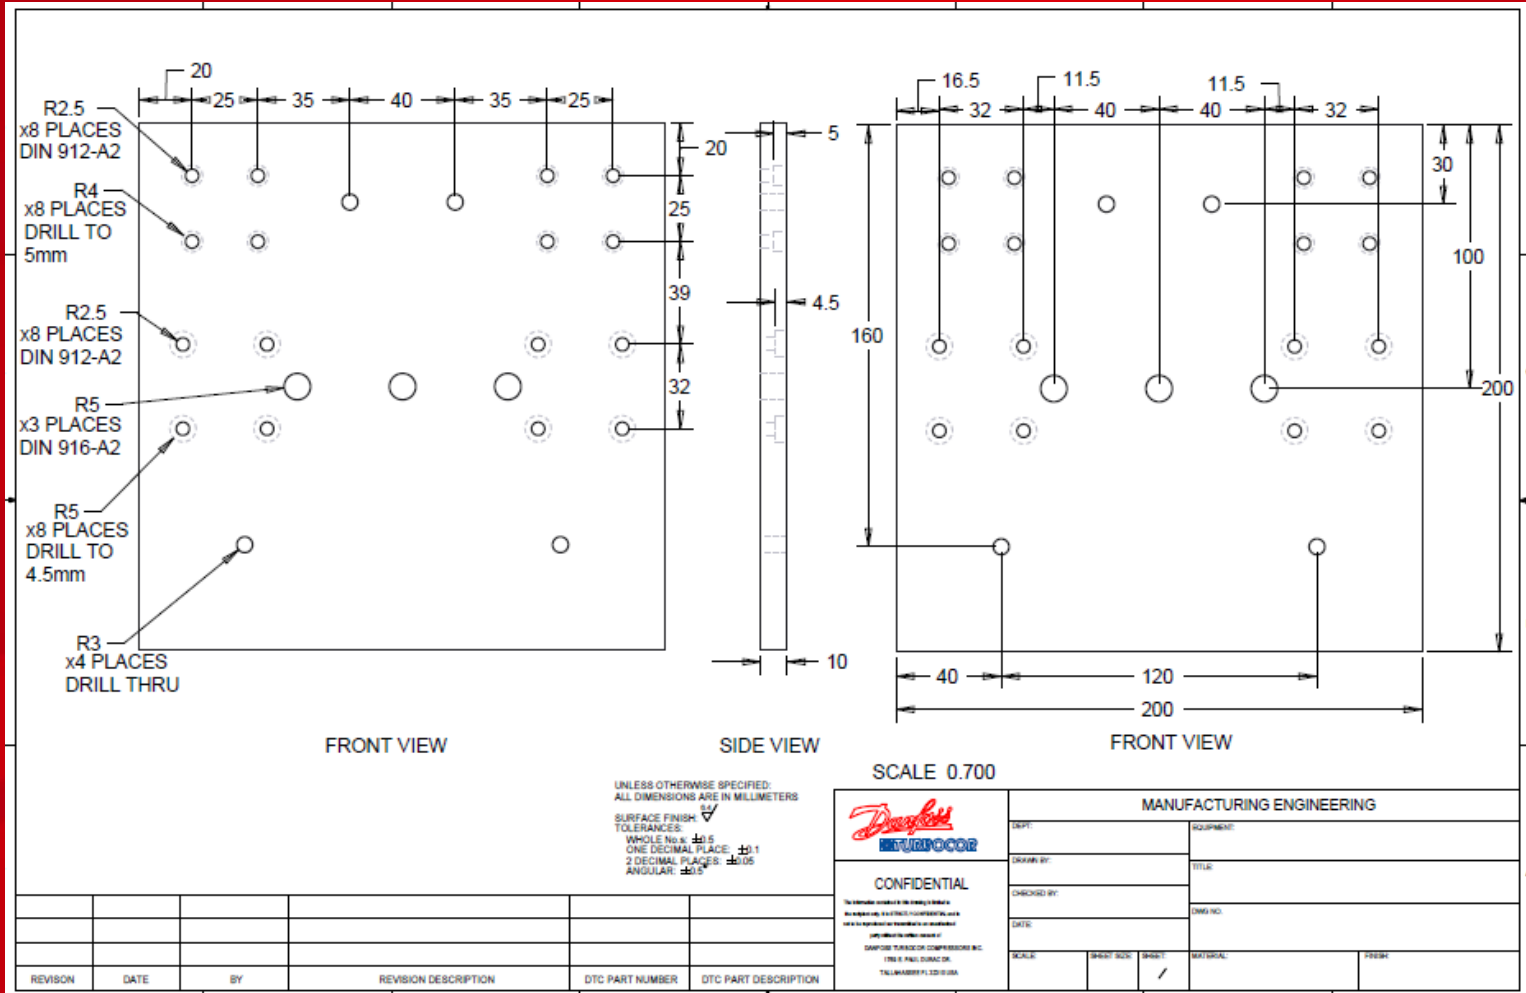 20
25
35
40
35
25
R2.5
x8 PLACES
DIN 912-A2
R4
x8 PLACES
DRILL TO
5mm
R2.5
x8 PLACES
DIN 912-A2
R5
x3 PLACES
DIN 916-A2
R5
x8 PLACES
DRILL TO
4.5mm
R3
x4 PLACES
DRILL THRU
20
25
39
32
FRONT VIEW
5
4.5
10
SIDE VIEW
16.5
32
11.5
40
40
11.5
32
160
30
100
200
40
120
200
FRONT VIEW
SCALE 0.700
UNLESS OTHERWISE SPECIFIED:
ALL DIMENSIONS ARE IN MILLIMETERS
SURFACE FINISH:
TOLERANCES:
WHOLE No.s: ±0.5
ONE DECIMAL PLACE: ±0.1
2 DECIMAL PLACES: ±0.05
ANGULAR: ±0.5°
Danfoss
TURBOCOR
CONFIDENTIAL
DANFOSS TURBOCOR COMPRESSORS INC.
MANUFACTURING ENGINEERING
DEPT:
EQUIPMENT:
DRAWN BY:
TITLE:
CHECKED BY:
DWG NO.
DATE:
SCALE:
SHEET SIZE:
SHEET:
/
MATERIAL:
FINISH:
REVISON
DATE
BY
REVISION DESCRIPTION
DTC PART NUMBER
DTC PART DESCRIPTION